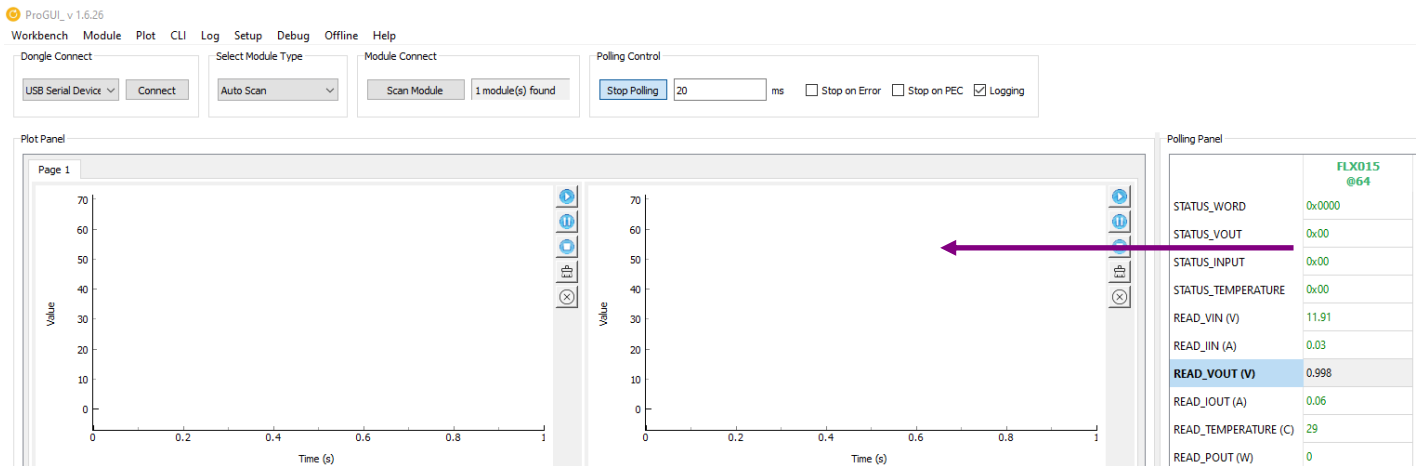 ProGUI_ v 1.6.26
Workbench Module Plot CLI Log Setup Debug Offline Help
Dongle Connect
USB Serial Device
Connect
Select Module Type
Auto Scan
Module Connect
Scan Module
1 module(s) found
Polling Control
Stop Polling
20
ms
Stop on Error
Stop on PEC
Logging
Plot Panel
Page 1
70
60
50
40
30
20
10
0
Value
0 0.2 0.4 0.6 0.8 1
Time (s)
70
60
50
40
30
20
10
0
Value
0 0.2 0.4 0.6 0.8 1
Time (s)
Polling Panel
FLX015
@64
STATUS_WORD 0x0000
STATUS_VOUT 0x00
STATUS_INPUT 0x00
STATUS_TEMPERATURE 0x00
READ_VIN (V) 11.91
READ_IIN (A) 0.03
READ_VOUT (V) 0.998
READ_IOUT (A) 0.06
READ_TEMPERATURE (C) 29
READ_POUT (W) 0